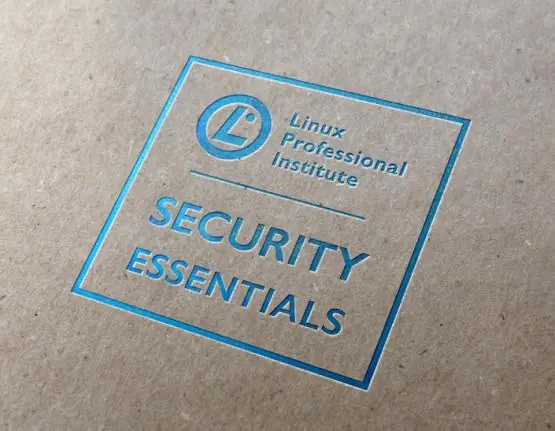 L
Linux
Professional
Institute
SECURITY
ESSENTIALS